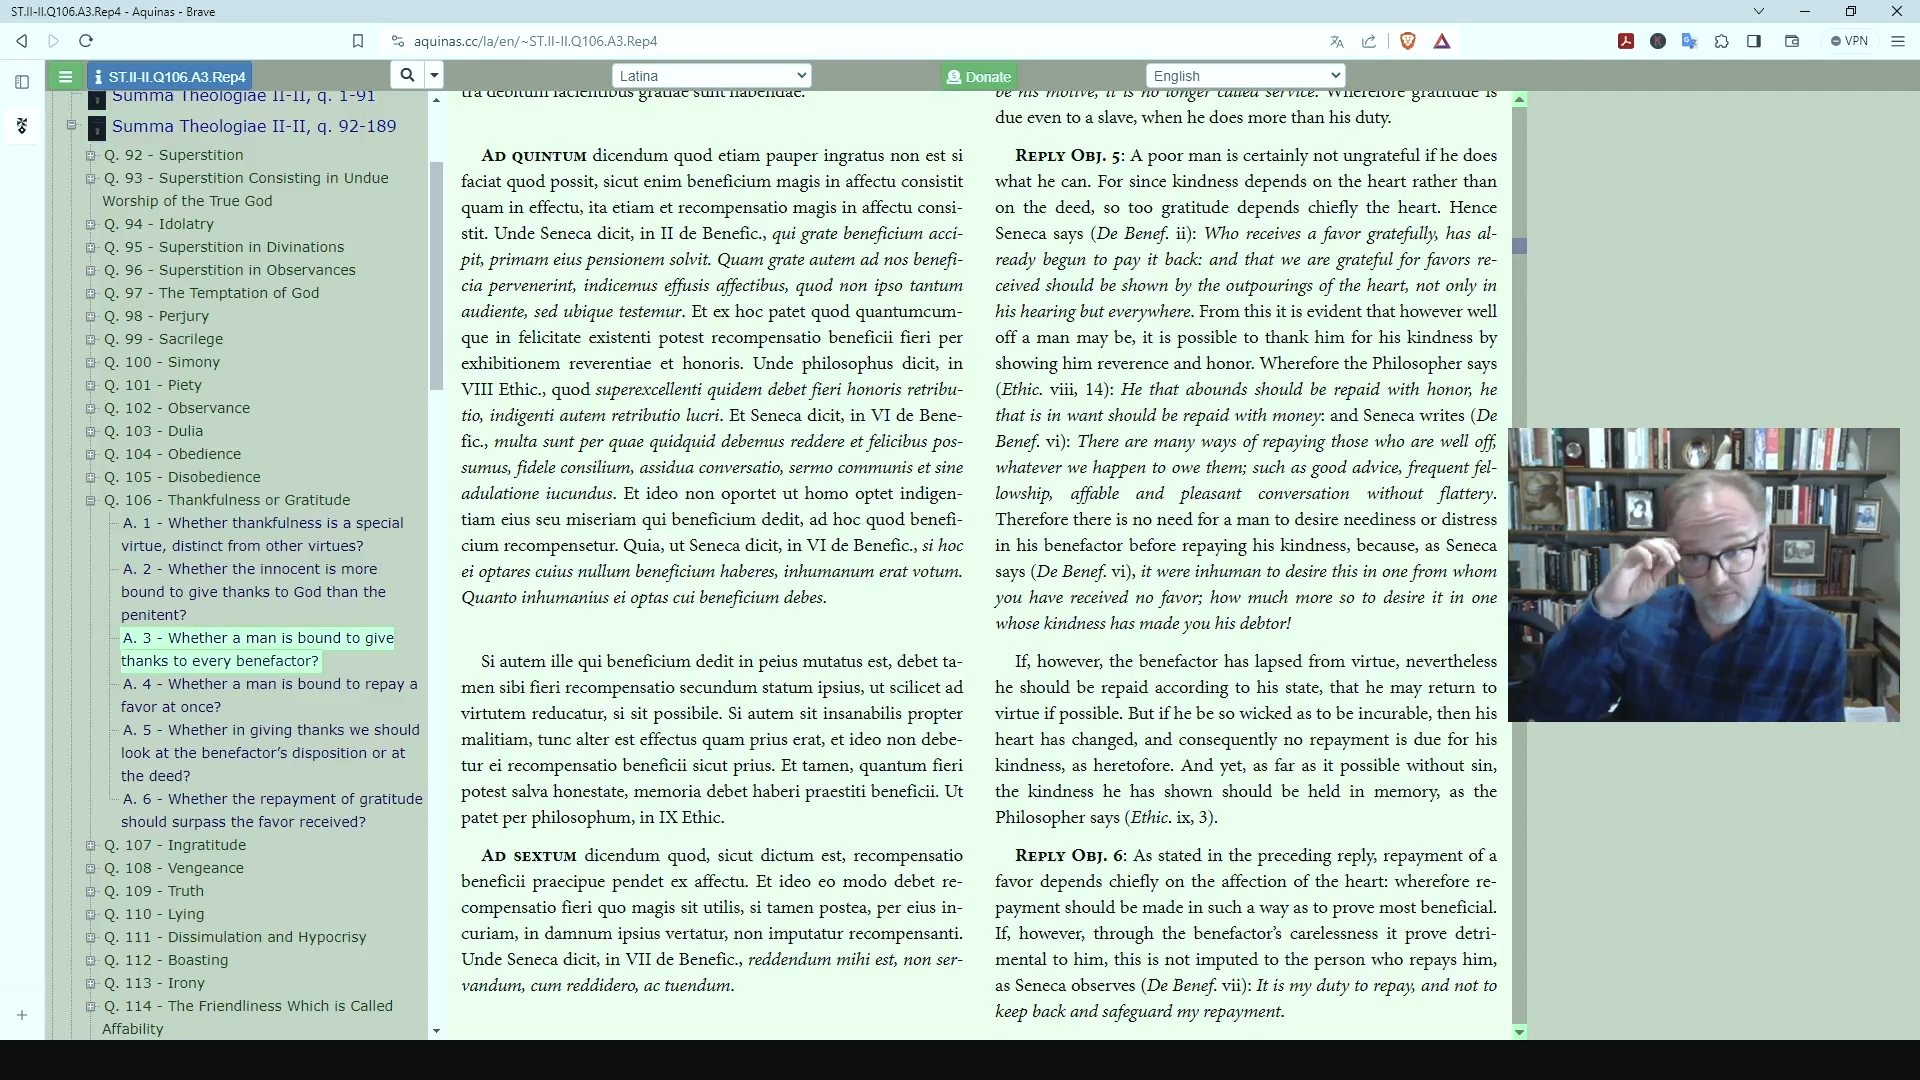 ST.II-II.Q106.A3.Rep4 - Aquinas - Brave
aquinas.cc/la/en/~ST.II-II.Q106.A3.Rep4
VPN
ST.II-II.Q106.A3.Rep4
Latina
Donate
English
Summa Theologiae II-II, q. 1-91
Summa Theologiae II-II, q. 92-189
Q. 92 - Superstition
Q. 93 - Superstition Consisting in Undue
Worship of the True God
Q. 94 - Idolatry
Q. 95 - Superstition in Divinations
Q. 96 - Superstition in Observances
Q. 97 - The Temptation of God
Q. 98 - Perjury
Q. 99 - Sacrilege
Q. 100 - Simony
Q. 101 - Piety
Q. 102 - Observance
Q. 103 - Dulia
Q. 104 - Obedience
Q. 105 - Disobedience
Q. 106 - Thankfulness or Gratitude
A. 1 - Whether thankfulness is a special
virtue, distinct from other virtues?
A. 2 - Whether the innocent is more
bound to give thanks to God than the
penitent?
A. 3 - Whether a man is bound to give
thanks to every benefactor?
A. 4 - Whether a man is bound to repay a
favor at once?
A. 5 - Whether in giving thanks we should
look at the benefactor’s disposition or at
the deed?
A. 6 - Whether the repayment of gratitude
should surpass the favor received?
Q. 107 - Ingratitude
Q. 108 - Vengeance
Q. 109 - Truth
Q. 110 - Lying
Q. 111 - Dissimulation and Hypocrisy
Q. 112 - Boasting
Q. 113 - Irony
Q. 114 - The Friendliness Which is Called
Affability
tra debitum facientibus gratiae sunt habendae.
AD QUINTUM dicendum quod etiam pauper ingratus non est si
faciat quod possit, sicut enim beneficium magis in affectu consistit
quam in effectu, ita etiam et recompensatio magis in affectu consi-
stit. Unde Seneca dicit, in II de Benefic., qui grate beneficium acci-
pit, primam eius pensionem solvit. Quam grate autem ad nos benefi-
cia pervenerint, indicemus effusis affectibus, quod non ipso tantum
audiente, sed ubique testemur. Et ex hoc patet quod quantumcum-
que in felicitate existenti potest recompensatio beneficii fieri per
exhibitionem reverentiae et honoris. Unde philosophus dicit, in
VIII Ethic., quod superexcellenti quidem debet fieri honoris retribu-
tio, indigenti autem retributio lucri. Et Seneca dicit, in VI de Bene-
fic., multa sunt per quae quidquid debemus reddere et felicibus pos-
sumus, fidele consilium, assidua conversatio, sermo communis et sine
adulatione iucundus. Et ideo non oportet ut homo optet indigen-
tiam eius seu miseriam qui beneficium dedit, ad hoc quod benefi-
cium recompensetur. Quia, ut Seneca dicit, in VI de Benefic., si hoc
ei optares cuius nullum beneficium haberes, inhumanum erat votum.
Quanto inhumanius ei optas cui beneficium debes.
Si autem ille qui beneficium dedit in peius mutatus est, debet ta-
men sibi fieri recompensatio secundum statum ipsius, ut scilicet ad
virtutem reducatur, si sit possibile. Si autem sit insanabilis propter
malitiam, tunc alter est effectus quam prius erat, et ideo non debe-
tur ei recompensatio beneficii sicut prius. Et tamen, quantum fieri
potest salva honestate, memoria debet haberi praestiti beneficii. Ut
patet per philosophum, in IX Ethic.
AD SEXTUM dicendum quod, sicut dictum est, recompensatio
beneficii praecipue pendet ex affectu. Et ideo eo modo debet re-
compensatio fieri quo magis sit utilis, si tamen postea, per eius in-
curiam, in damnum ipsius vertatur, non imputatur recompensanti.
Unde Seneca dicit, in VII de Benefic., reddendum mihi est, non ser-
vandum, cum reddidero, ac tuendum.
be his motive, it is no longer called service. Wherefore gratitude is
due even to a slave, when he does more than his duty.
REPLY OBJ. 5: A poor man is certainly not ungrateful if he does
what he can. For since kindness depends on the heart rather than
on the deed, so too gratitude depends chiefly the heart. Hence
Seneca says (De Benef. ii): Who receives a favor gratefully, has al-
ready begun to pay it back: and that we are grateful for favors re-
ceived should be shown by the outpourings of the heart, not only in
his hearing but everywhere. From this it is evident that however well
off a man may be, it is possible to thank him for his kindness by
showing him reverence and honor. Wherefore the Philosopher says
(Ethic. viii, 14): He that abounds should be repaid with honor, he
that is in want should be repaid with money: and Seneca writes (De
Benef. vi): There are many ways of repaying those who are well off,
whatever we happen to owe them; such as good advice, frequent fel-
lowship, affable and pleasant conversation without flattery.
Therefore there is no need for a man to desire neediness or distress
in his benefactor before repaying his kindness, because, as Seneca
says (De Benef. vi), it were inhuman to desire this in one from whom
you have received no favor; how much more so to desire it in one
whose kindness has made you his debtor!
If, however, the benefactor has lapsed from virtue, nevertheless
he should be repaid according to his state, that he may return to
virtue if possible. But if he be so wicked as to be incurable, then his
heart has changed, and consequently no repayment is due for his
kindness, as heretofore. And yet, as far as it possible without sin,
the kindness he has shown should be held in memory, as the
Philosopher says (Ethic. ix, 3).
REPLY OBJ. 6: As stated in the preceding reply, repayment of a
favor depends chiefly on the affection of the heart: wherefore re-
payment should be made in such a way as to prove most beneficial.
If, however, through the benefactor’s carelessness it prove detri-
mental to him, this is not imputed to the person who repays him,
as Seneca observes (De Benef. vii): It is my duty to repay, and not to
keep back and safeguard my repayment.